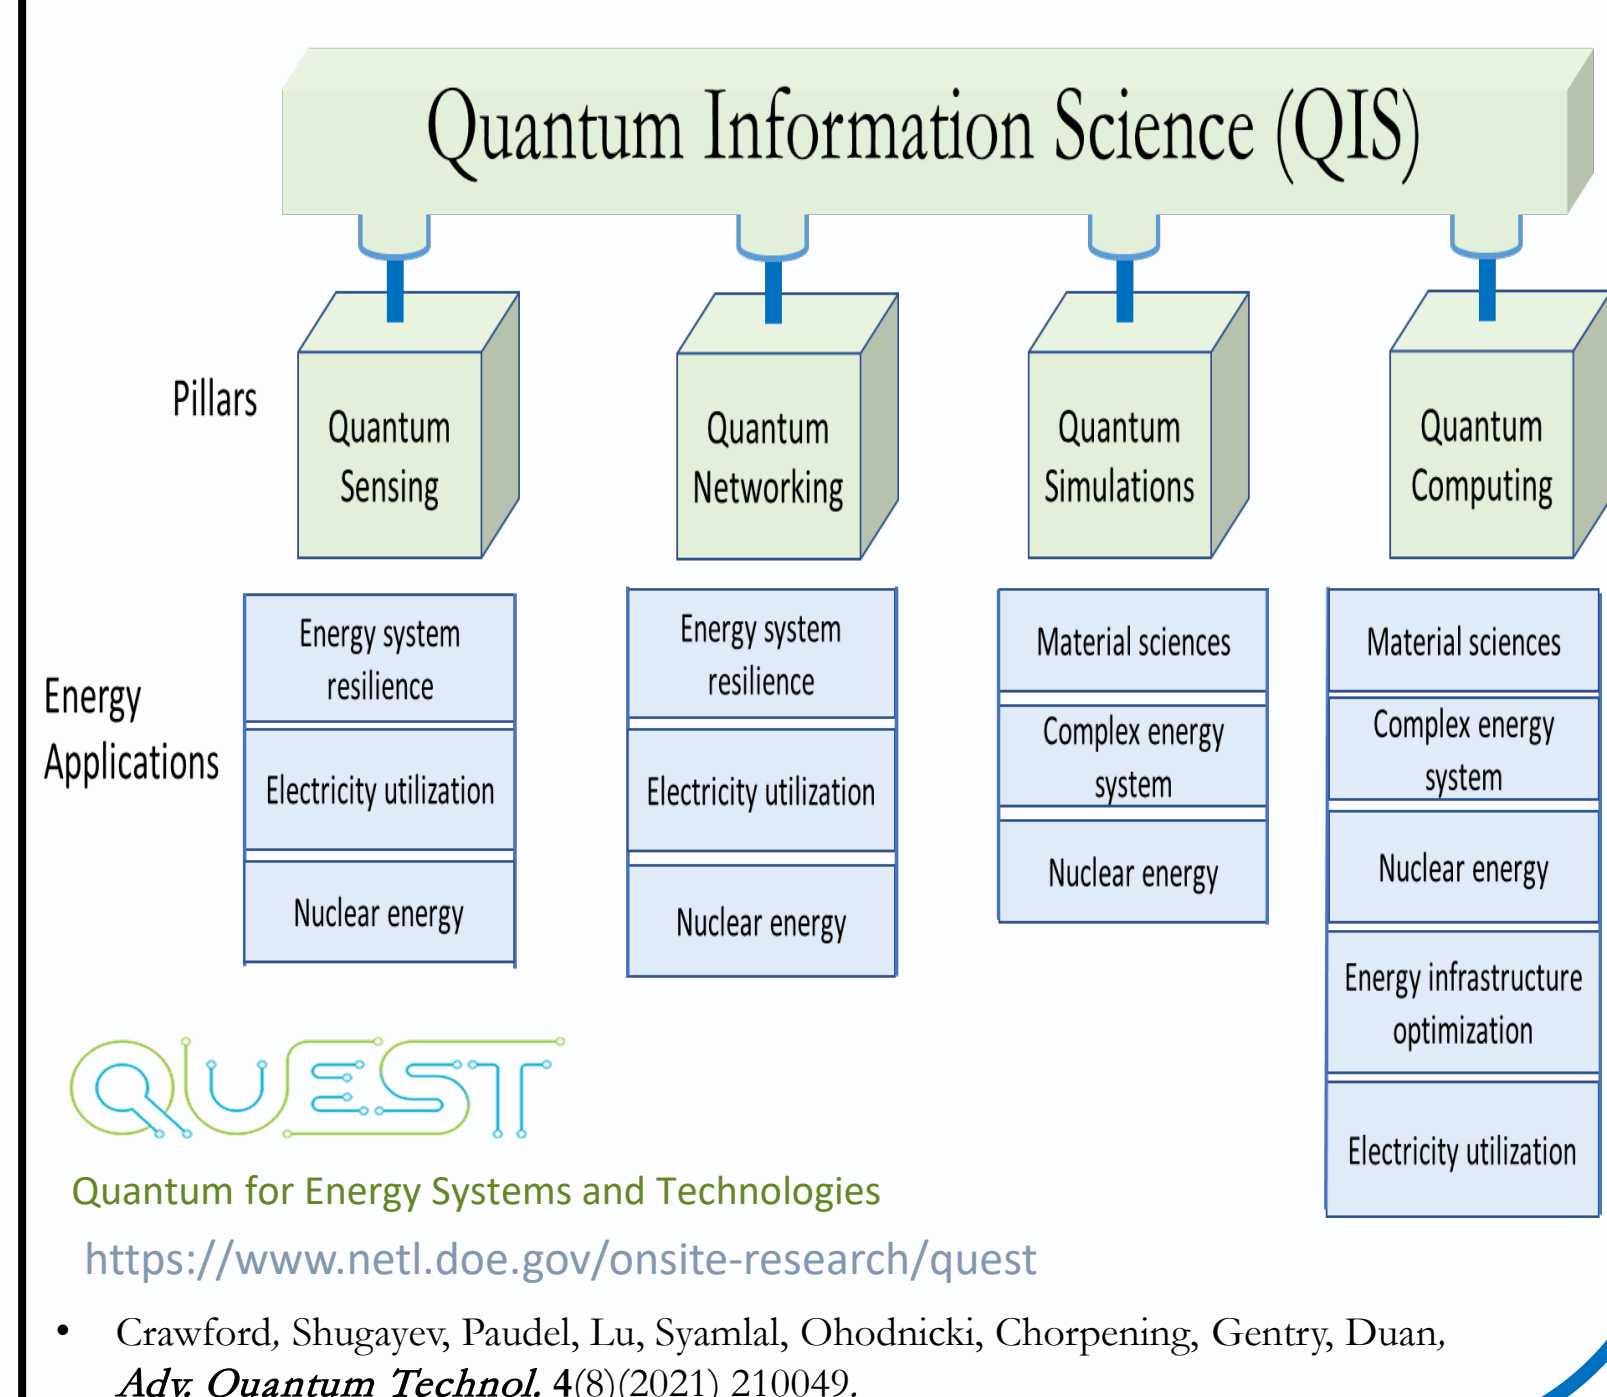 Quantum Information Science (QIS)
Pillars
Quantum
Sensing
Quantum
Networking
Quantum
Simulations
Quantum
Computing
Energy
Applications
Energy system
resilience
Electricity utilization
Nuclear energy
Energy system
resilience
Electricity utilization
Nuclear energy
Material sciences
Complex energy
system
Nuclear energy
Material sciences
Complex energy
system
Nuclear energy
Energy infrastructure
optimization
Electricity utilization
QUEST
Quantum for Energy Systems and Technologies
https://www.netl.doe.gov/onsite-research/quest
• Crawford, Shugayev, Paudel, Lu, Syamlal, Ohodnicki, Chorpening, Gentry, Duan,
Adv. Quantum Technol. 4(8)(2021) 210049.